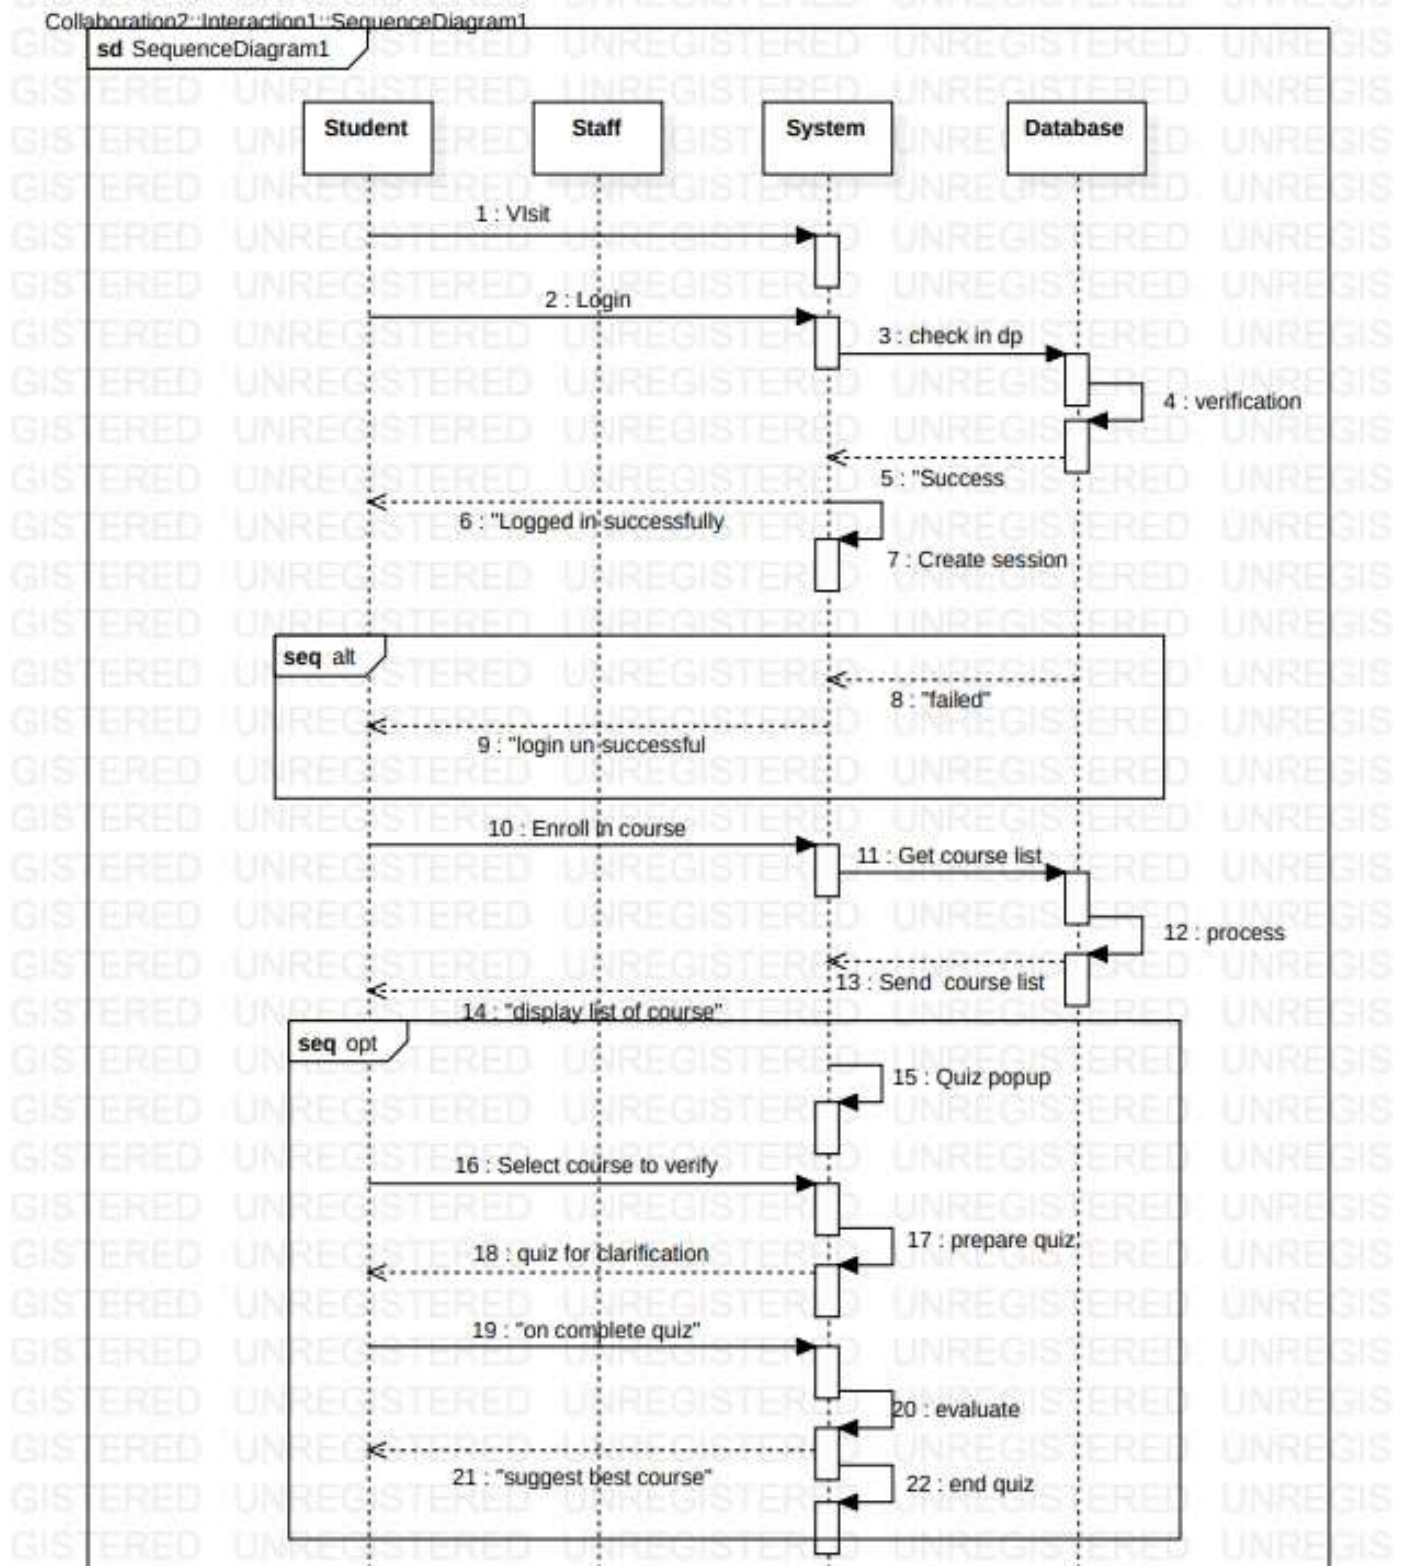 Collaboration2::Interaction1::SequenceDiagram1
sd SequenceDiagram1
Student
Staff
System
Database
1 : VIsit
2 : Login
3 : check in dp
4 : verification
5 : "Success
6 : "Logged in successfully
7 : Create session
seq alt
8 : "failed"
9 : "login un-successful
10 : Enroll in course
11 : Get course list
12 : process
13 : Send course list
14 : "display list of course"
seq opt
15 : Quiz popup
16 : Select course to verify
17 : prepare quiz
18 : quiz for clarification
19 : "on complete quiz"
20 : evaluate
21 : "suggest best course"
22 : end quiz
UNREGISTERED